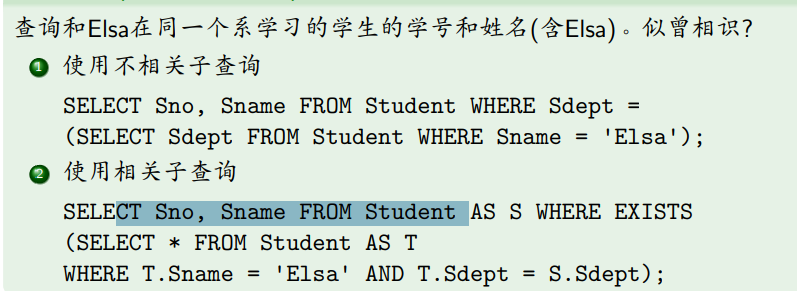 查询和Elsa在同一个系学习的学生的学号和姓名(含Elsa)。似曾相识?
1 使用不相关子查询
SELECT Sno, Sname FROM Student WHERE Sdept =
(SELECT Sdept FROM Student WHERE Sname = 'Elsa');
2 使用相关子查询
SELECT Sno, Sname FROM Student AS S WHERE EXISTS
(SELECT * FROM Student AS T
WHERE T.Sname = 'Elsa' AND T.Sdept = S.Sdept);